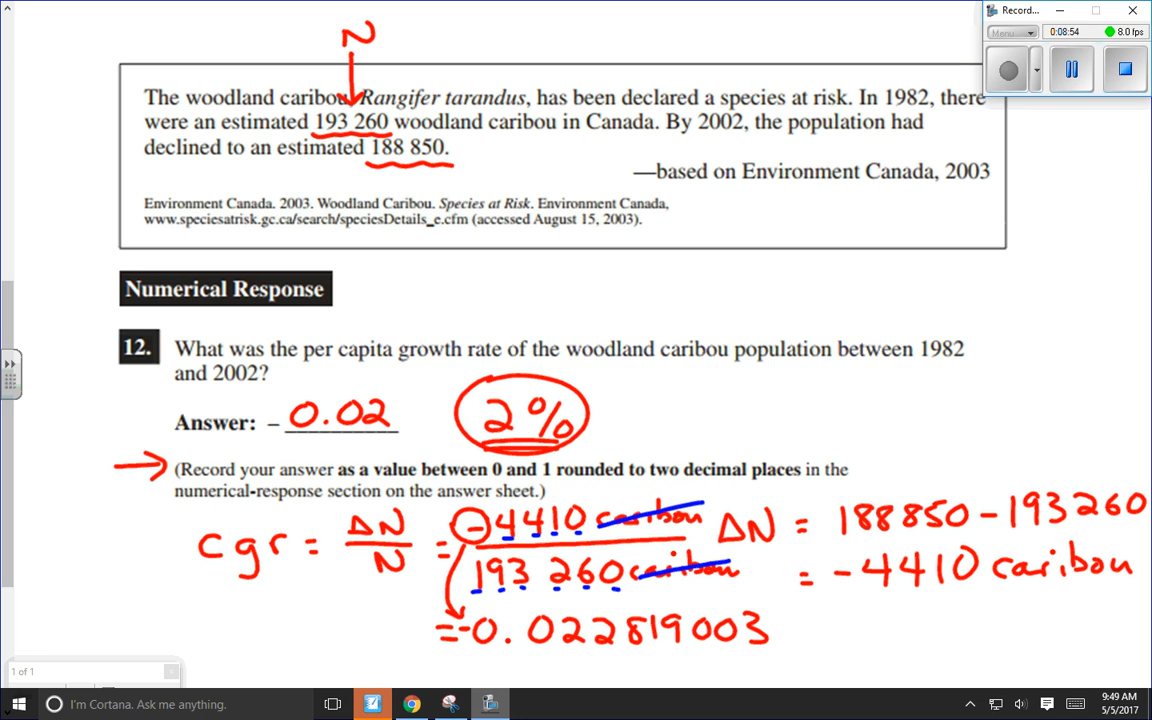 Record...
Menu
0:08:54
8.0 fps
N
The woodland caribou, Rangifer tarandus, has been declared a species at risk. In 1982, there
were an estimated 193 260 woodland caribou in Canada. By 2002, the population had
declined to an estimated 188 850.
—based on Environment Canada, 2003
Environment Canada. 2003. Woodland Caribou. Species at Risk. Environment Canada,
www.speciesatrisk.gc.ca/search/speciesDetails_e.cfm (accessed August 15, 2003).
Numerical Response
12. What was the per capita growth rate of the woodland caribou population between 1982
and 2002?
Answer: – 0.02
2%
(Record your answer as a value between 0 and 1 rounded to two decimal places in the
numerical-response section on the answer sheet.)
cgr = ΔN/N = -4410 caribou/193 260 caribou
= -0.022819003
ΔN = 188850 - 193260
= -4410 caribou
1 of 1
I'm Cortana. Ask me anything.
9:49 AM
5/5/2017